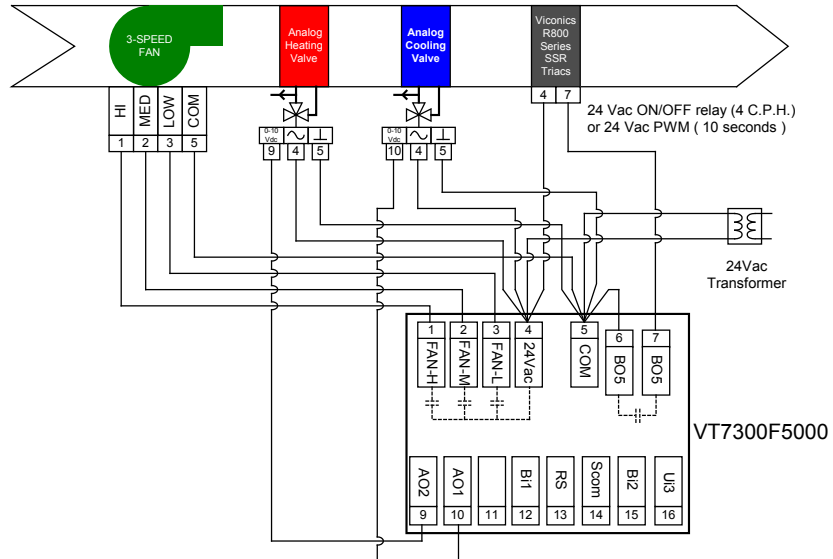 3-SPEED
FAN
Analog
Heating
Valve
Analog
Cooling
Valve
Viconics
R800
Series
SSR
Triacs
HI
MED
LOW
COM
1
2
3
5
0-10
Vdc
9
4
5
0-10
Vdc
10
4
5
4
7
24 Vac ON/OFF relay (4 C.P.H.)
or 24 Vac PWM ( 10 seconds )
24Vac
Transformer
1
FAN-H
2
FAN-M
3
FAN-L
4
24Vac
5
COM
6
BO5
7
BO5
VT7300F5000
AO2
9
AO1
10
11
Bi1
12
RS
13
Scom
14
Bi2
15
Ui3
16